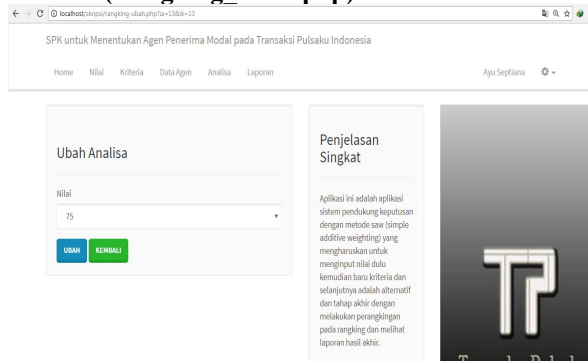 localhost/skripsi/rangking-ubah.php?ia=13&ik=13
SPK untuk Menentukan Agen Penerima Modal pada Transaksi Pulsaku Indonesia
Home Nilai Kriteria Data Agen Analisa Laporan Ayu Septiana
Ubah Analisa
Nilai
75
UBAH KEMBALI
Penjelasan
Singkat
Aplikasi ini adalah aplikasi
sistem pendukung keputusan
dengan metode saw (simple
additive weighting) yang
mengharuskan untuk
menginput nilai dulu
kemudian baru kriteria dan
selanjutnya adalah alternatif
dan tahap akhir dengan
melakukan perangkingan
pada rangking dan melihat
laporan hasil akhir.
TP